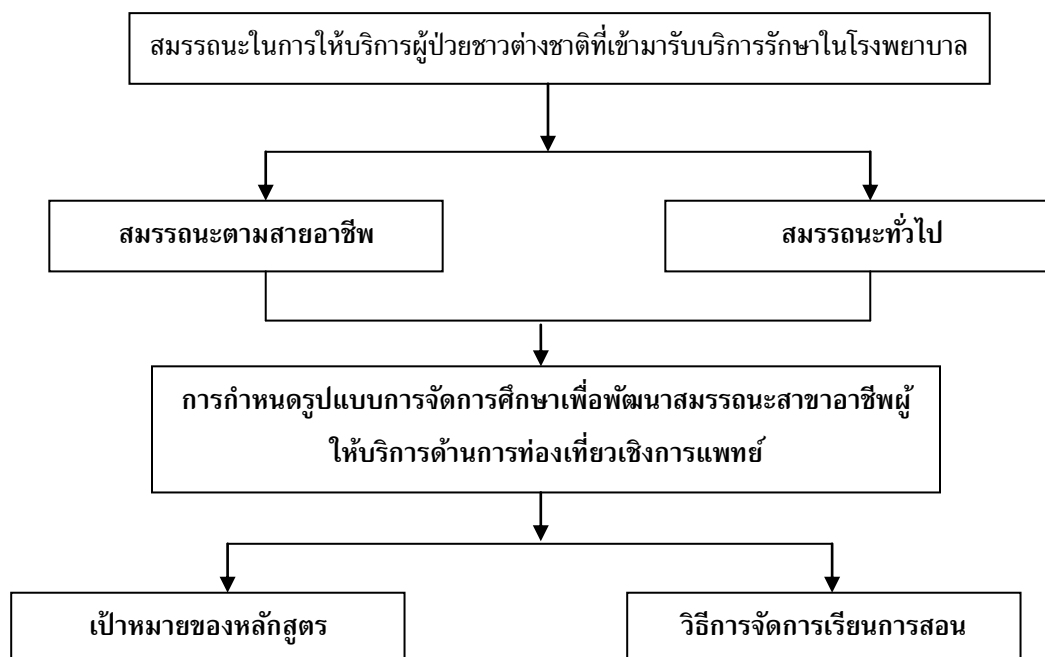 สมรรถนะในการให้บริการผู้ป่วยชาวต่างชาติที่เข้ามารับบริการรักษาในโรงพยาบาล
สมรรถนะตามสายอาชีพ
สมรรถนะทั่วไป
การกำหนดรูปแบบการจัดการศึกษาเพื่อพัฒนาสมรรถนะสาขาอาชีพผู้
ให้บริการด้านการท่องเที่ยวเชิงการแพทย์
เป้าหมายของหลักสูตร
วิธีการจัดการเรียนการสอน